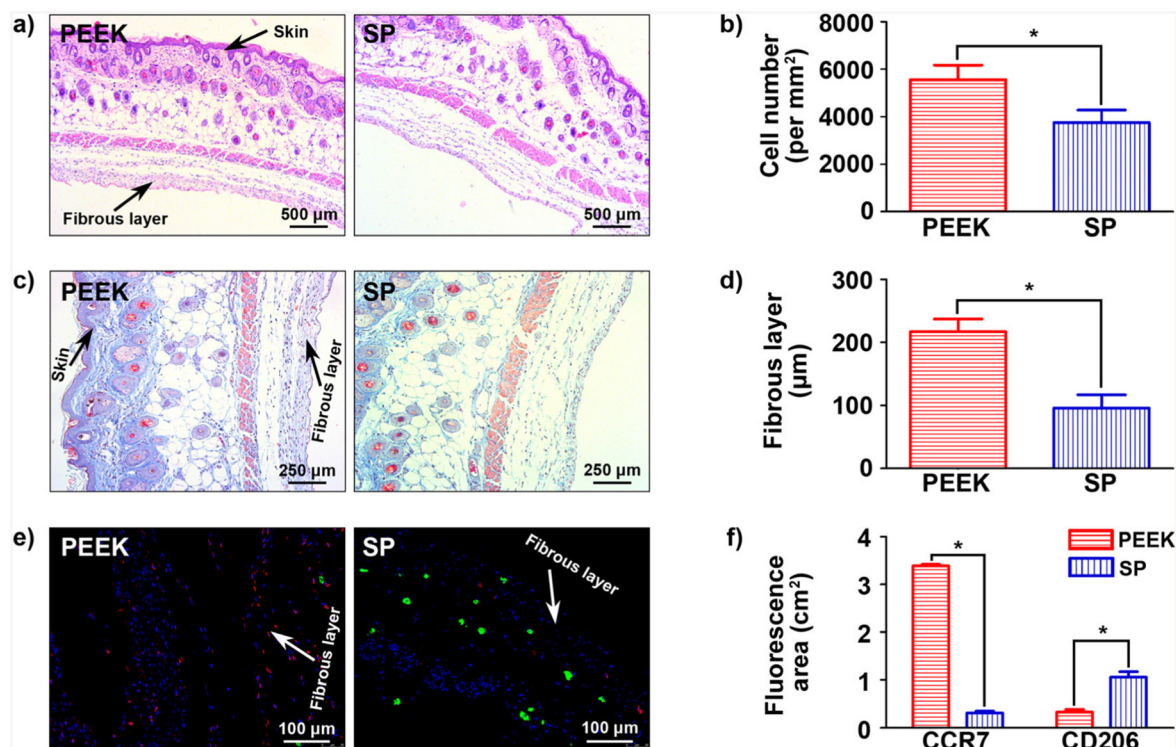 a)
PEEK
Skin
Fibrous layer
500 μm
SP
500 μm
b)
Cell number
(per mm²)
8000
6000
4000
2000
0
*
PEEK
SP
c)
PEEK
Skin
Fibrous layer
250 μm
SP
250 μm
d)
Fibrous layer
(μm)
300
200
100
0
*
PEEK
SP
e)
PEEK
Fibrous layer
100 μm
SP
Fibrous layer
100 μm
f)
Fluorescence
area (cm²)
4
3
2
1
0
*
*
PEEK
SP
CCR7
CD206